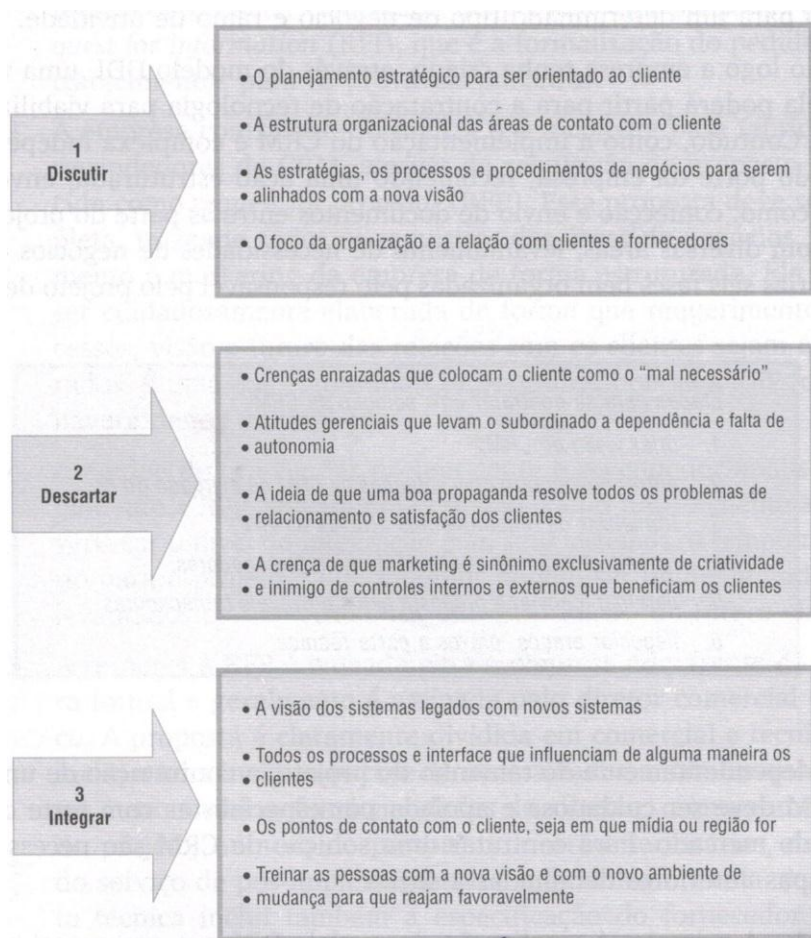 1
Discutir
• O planejamento estratégico para ser orientado ao cliente
• A estrutura organizacional das áreas de contato com o cliente
• As estratégias, os processos e procedimentos de negócios para serem
• alinhados com a nova visão
• O foco da organização e a relação com clientes e fornecedores
2
Descartar
• Crenças enraizadas que colocam o cliente como o “mal necessário”
• Atitudes gerenciais que levam o subordinado a dependência e falta de
• autonomia
• A ideia de que uma boa propaganda resolve todos os problemas de
• relacionamento e satisfação dos clientes
• A crença de que marketing é sinônimo exclusivamente de criatividade
• e inimigo de controles internos e externos que beneficiam os clientes
3
Integrar
• A visão dos sistemas legados com novos sistemas
• Todos os processos e interface que influenciam de alguma maneira os
• clientes
• Os pontos de contato com o cliente, seja em que mídia ou região for
• Treinar as pessoas com a nova visão e com o novo ambiente de
• mudança para que reajam favoravelmente